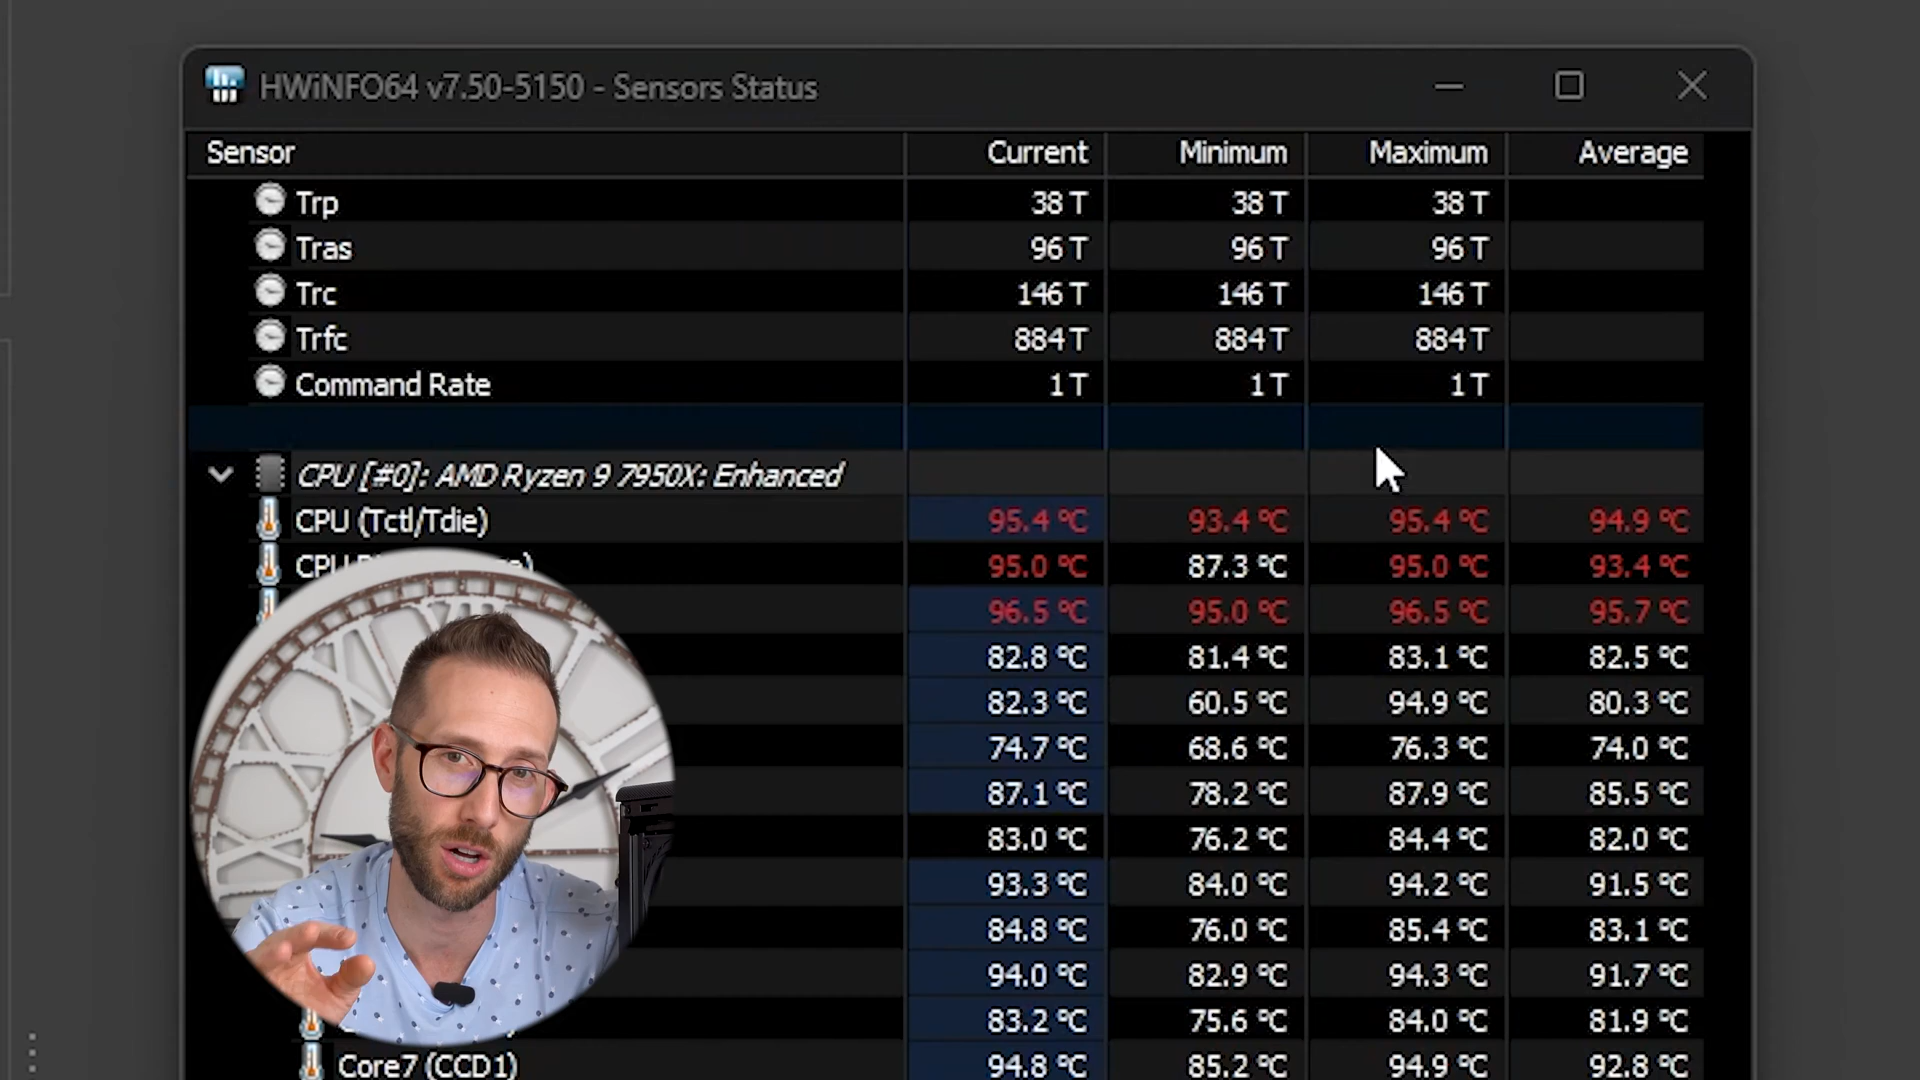 HWiNFO64 v7.50-5150 - Sensors Status
Sensor Current Minimum Maximum Average
Trp 38 T 38 T 38 T
Tras 96 T 96 T 96 T
Trc 146 T 146 T 146 T
Trfc 884 T 884 T 884 T
Command Rate 1 T 1 T 1 T
CPU [#0]: AMD Ryzen 9 7950X: Enhanced
CPU (Tctl/Tdie) 95.4 °C 93.4 °C 95.4 °C 94.9 °C
CPU 95.0 °C 87.3 °C 95.0 °C 93.4 °C
96.5 °C 95.0 °C 96.5 °C 95.7 °C
82.8 °C 81.4 °C 83.1 °C 82.5 °C
82.3 °C 60.5 °C 94.9 °C 80.3 °C
74.7 °C 68.6 °C 76.3 °C 74.0 °C
87.1 °C 78.2 °C 87.9 °C 85.5 °C
83.0 °C 76.2 °C 84.4 °C 82.0 °C
93.3 °C 84.0 °C 94.2 °C 91.5 °C
84.8 °C 76.0 °C 85.4 °C 83.1 °C
94.0 °C 82.9 °C 94.3 °C 91.7 °C
83.2 °C 75.6 °C 84.0 °C 81.9 °C
Core7 (CCD1) 94.8 °C 85.2 °C 94.9 °C 92.8 °C